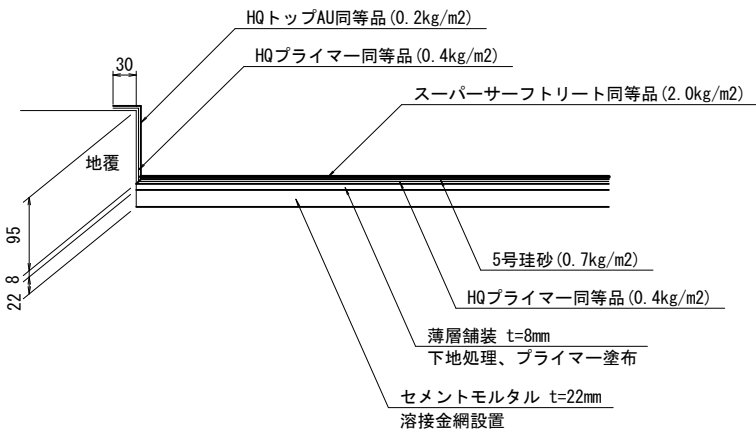 HQトップAU同等品(0.2kg/m2)
HQプライマー同等品(0.4kg/m2)
30
スーパーサーフトリート同等品(2.0kg/m2)
地覆
95
8
22
5号珪砂(0.7kg/m2)
HQプライマー同等品(0.4kg/m2)
薄層舗装 t=8mm
下地処理、プライマー塗布
セメントモルタル t=22mm
溶接金網設置